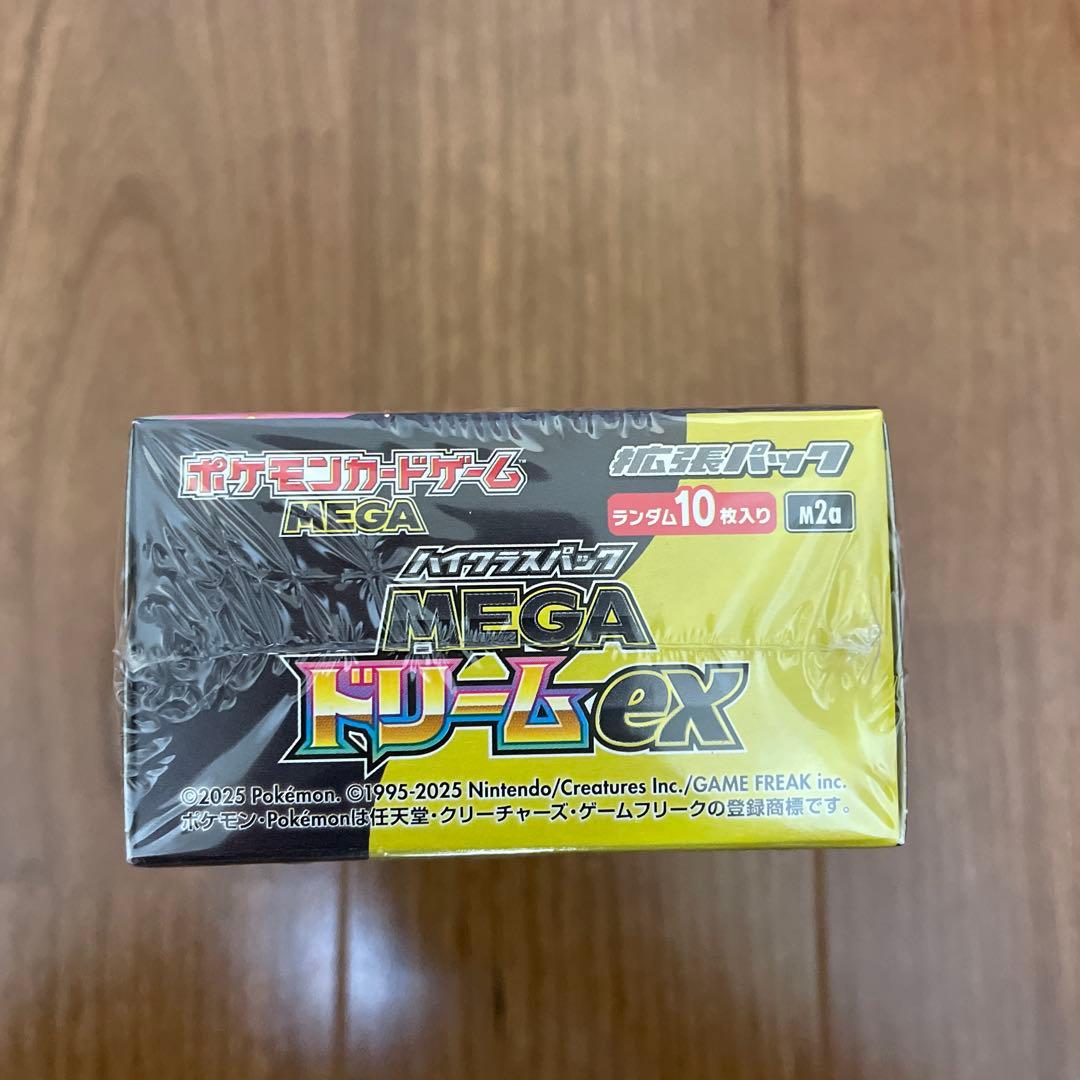 ポケモンカードゲーム™
MEGA
拡張パック
ランダム10枚入り M2a
ハイクラスパック
MEGA
ドリームex
©2025 Pokémon. ©1995-2025 Nintendo/Creatures Inc./GAME FREAK inc.
ポケモン・Pokémonは任天堂・クリーチャーズ・ゲームフリークの登録商標です。